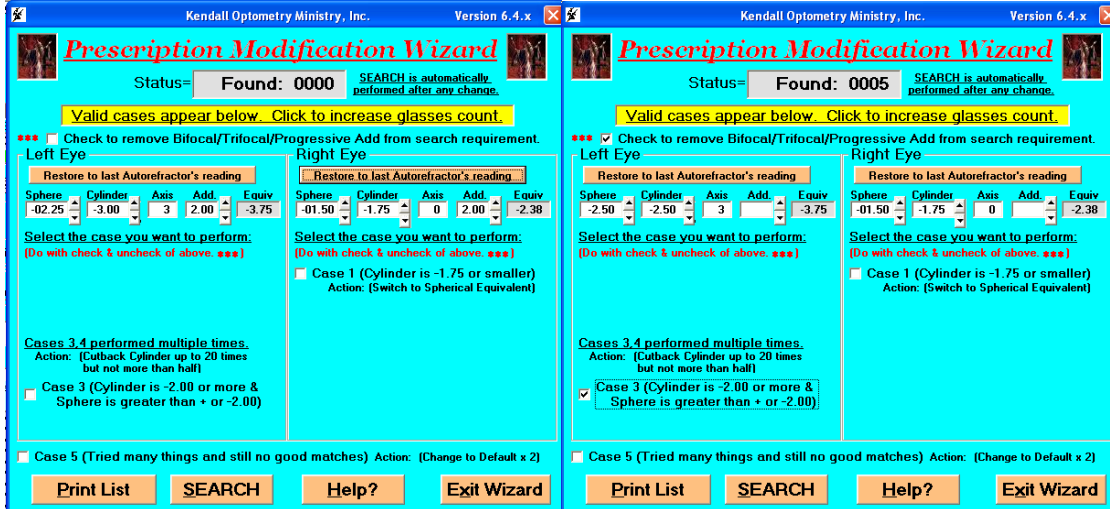 Kendall Optometry Ministry, Inc. Version 6.4.x
Prescription Modification Wizard
Status= Found: 0000 SEARCH is automatically performed after any change.
Valid cases appear below. Click to increase glasses count.
*** Check to remove Bifocal/Trifocal/Progressive Add from search requirement.
Left Eye
Restore to last Autorefractor's reading
Sphere Cylinder Axis Add. Equiv
-02.25 -3.00 3 2.00 -3.75
Select the case you want to perform:
(Do with check & uncheck of above. ***)
Cases 3,4 performed multiple times.
Action: (Cutback Cylinder up to 20 times
but not more than half)
Case 3 (Cylinder is -2.00 or more &
Sphere is greater than + or -2.00)
Right Eye
Restore to last Autorefractor's reading
Sphere Cylinder Axis Add. Equiv
-01.50 -1.75 0 2.00 -2.38
Select the case you want to perform:
(Do with check & uncheck of above. ***)
Case 1 (Cylinder is -1.75 or smaller)
Action: (Switch to Spherical Equivalent)
Case 5 (Tried many things and still no good matches) Action: (Change to Default x 2)
Print List SEARCH Help? Exit Wizard
Kendall Optometry Ministry, Inc. Version 6.4.x
Prescription Modification Wizard
Status= Found: 0005 SEARCH is automatically performed after any change.
Valid cases appear below. Click to increase glasses count.
*** Check to remove Bifocal/Trifocal/Progressive Add from search requirement.
Left Eye
Restore to last Autorefractor's reading
Sphere Cylinder Axis Add. Equiv
-2.50 -2.50 3 -3.75
Select the case you want to perform:
(Do with check & uncheck of above. ***)
Cases 3,4 performed multiple times.
Action: (Cutback Cylinder up to 20 times
but not more than half)
Case 3 (Cylinder is -2.00 or more &
Sphere is greater than + or -2.00)
Right Eye
Restore to last Autorefractor's reading
Sphere Cylinder Axis Add. Equiv
-01.50 -1.75 0 -2.38
Select the case you want to perform:
(Do with check & uncheck of above. ***)
Case 1 (Cylinder is -1.75 or smaller)
Action: (Switch to Spherical Equivalent)
Case 5 (Tried many things and still no good matches) Action: (Change to Default x 2)
Print List SEARCH Help? Exit Wizard